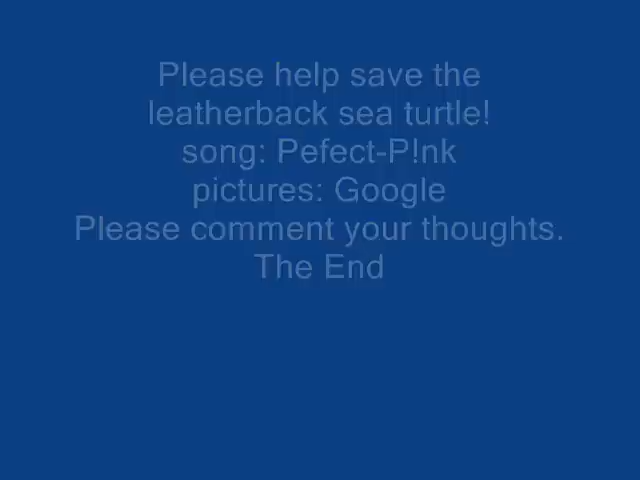 Please help save the
leatherback sea turtle!
song: Pefect-P!nk
pictures: Google
Please comment your thoughts.
The End